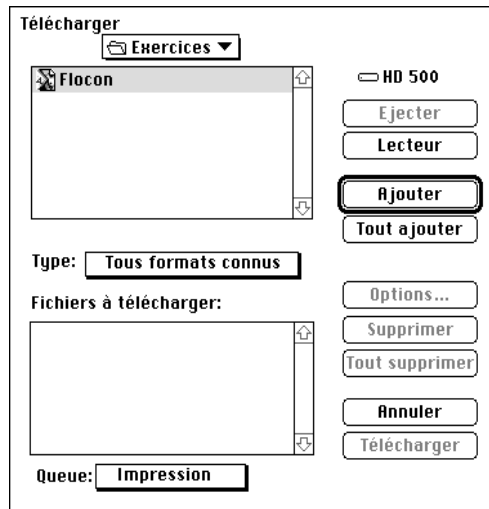 Télécharger
Exercices
Flocon
HD 500
Ejecter
Lecteur
Ajouter
Tout ajouter
Type: Tous formats connus
Fichiers à télécharger:
Options...
Supprimer
Tout supprimer
Annuler
Télécharger
Queue: Impression